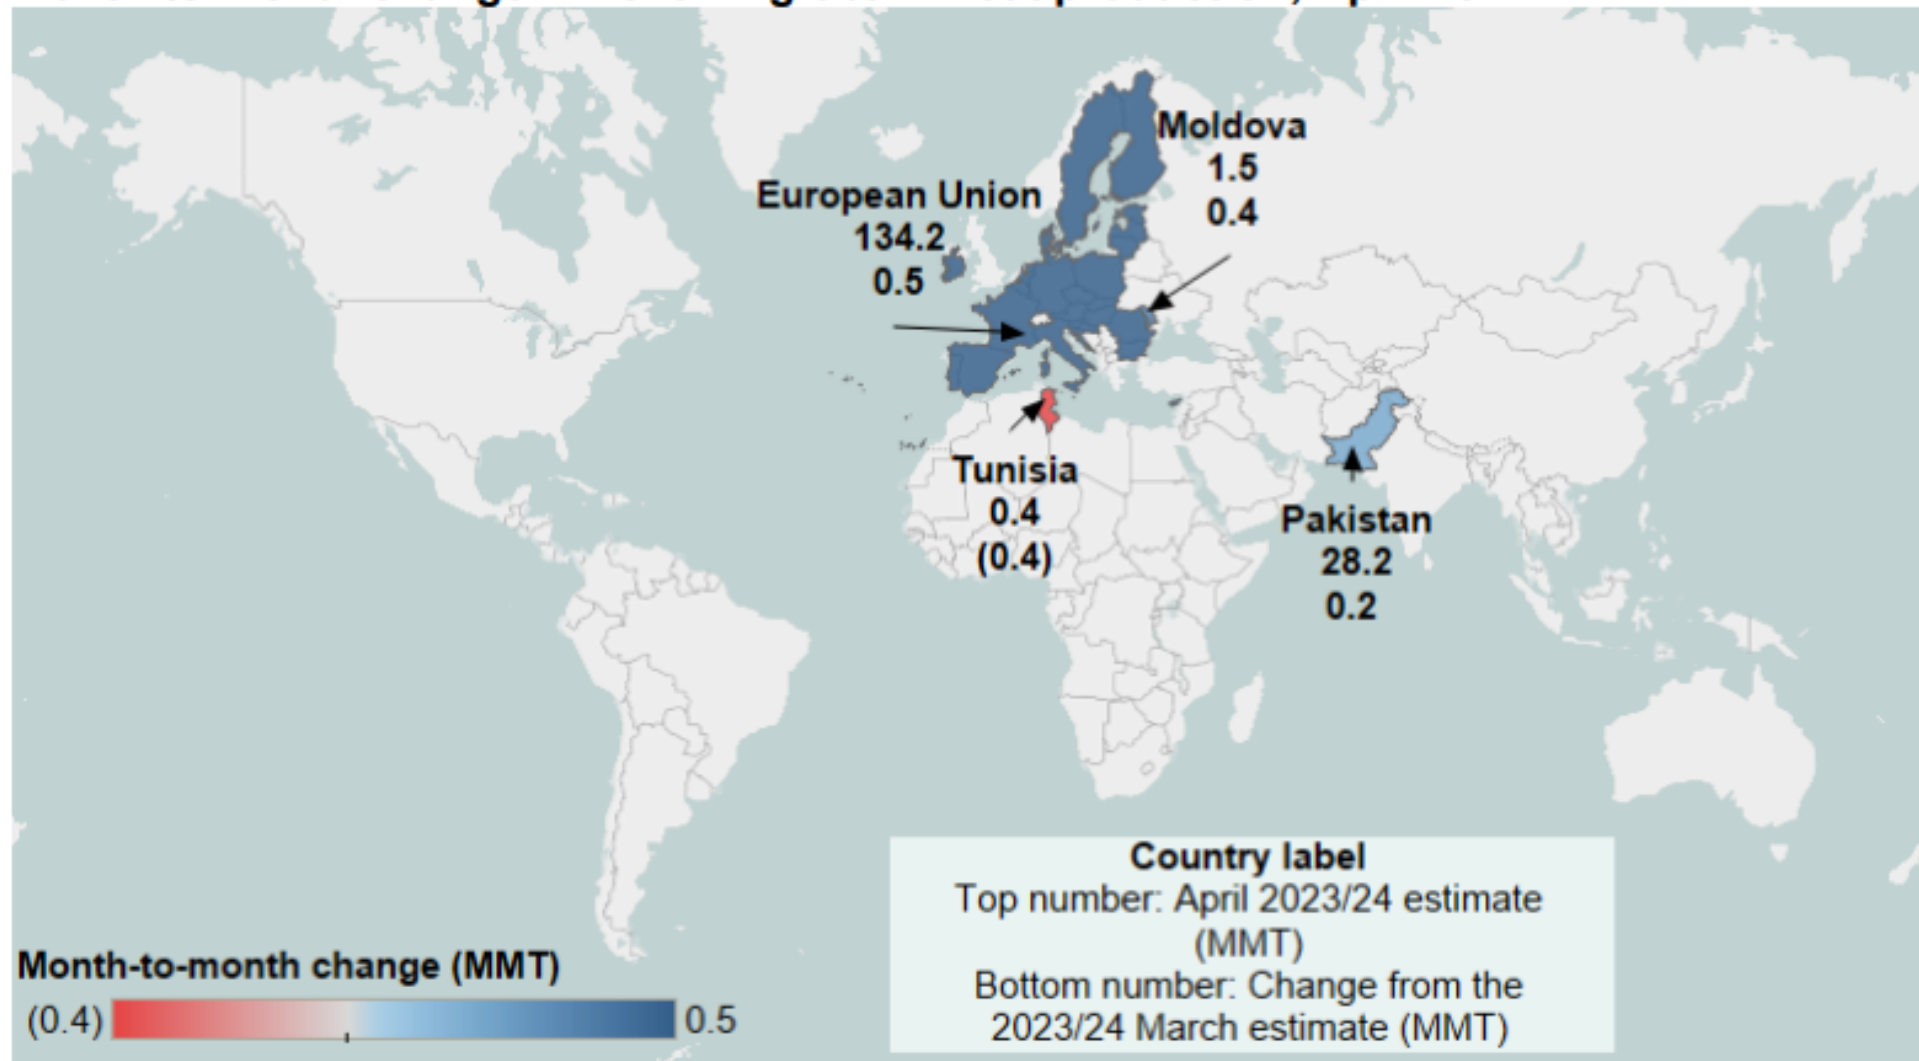 European Union
134.2
0.5
Moldova
1.5
0.4
Tunisia
0.4
(0.4)
Pakistan
28.2
0.2
Country label
Top number: April 2023/24 estimate
(MMT)
Bottom number: Change from the
2023/24 March estimate (MMT)
Month-to-month change (MMT)
(0.4)
0.5